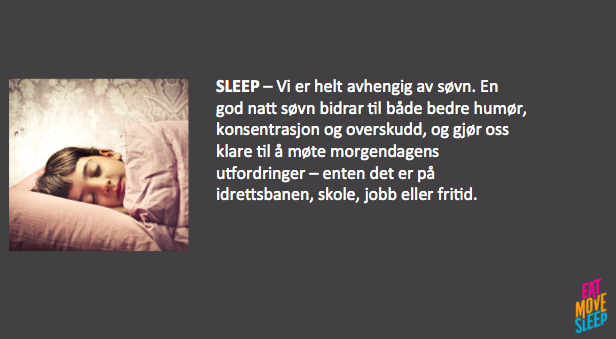 SLEEP – Vi er helt avhengig av søvn. En
god natt søvn bidrar til både bedre humør,
konsentrasjon og overskudd, og gjør oss
klare til å møte morgendagens
utfordringer – enten det er på
idrettsbanen, skole, jobb eller fritid.
EAT
MOVE
SLEEP